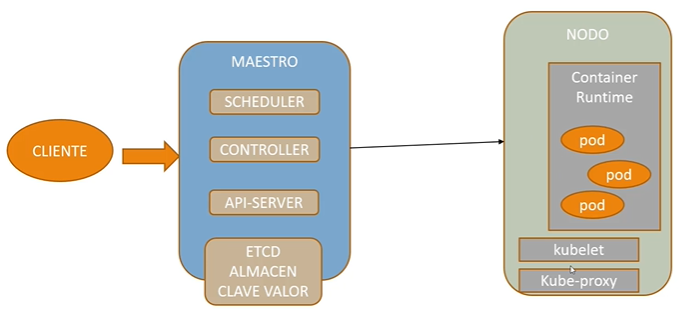 CLIENTE
MAESTRO
SCHEDULER
CONTROLLER
API-SERVER
ETCD
ALMACEN
CLAVE VALOR
NODO
Container
Runtime
pod
pod
pod
kubelet
Kube-proxy